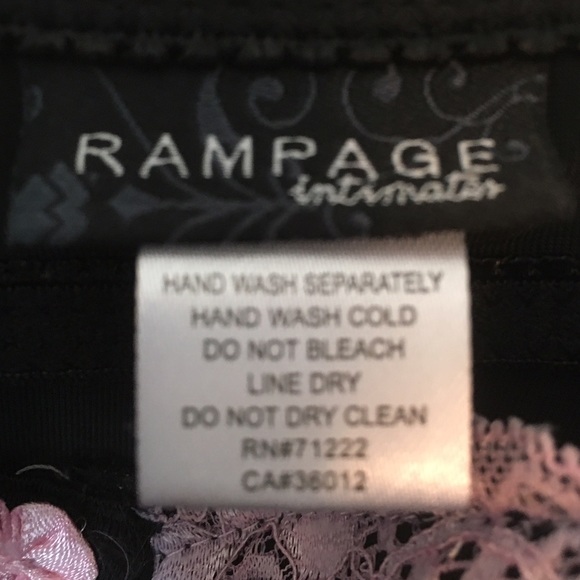 RAMPAGE
intimates
HAND WASH SEPARATELY
HAND WASH COLD
DO NOT BLEACH
LINE DRY
DO NOT DRY CLEAN
RN#71222
CA#36012